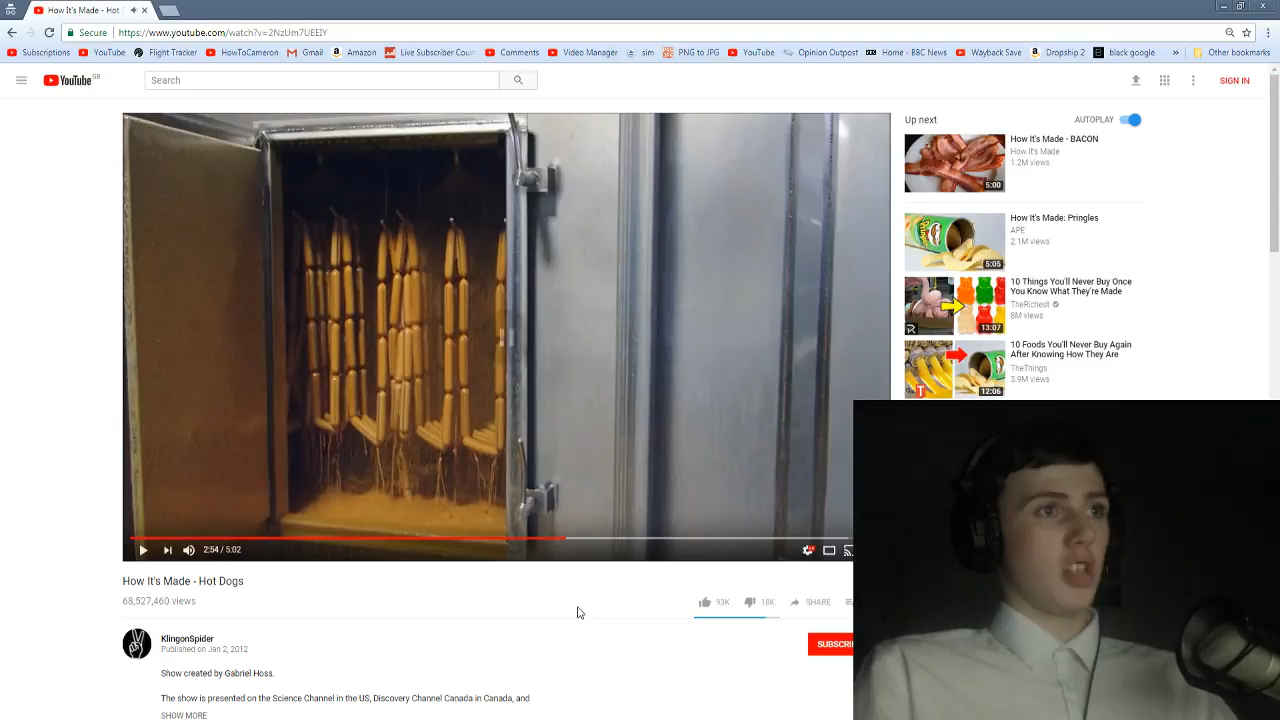 How It's Made - Hot
Secure https://www.youtube.com/watch?v=2NzUm7UEEIY
Subscriptions YouTube Flight Tracker HowToCameron Gmail Amazon Live Subscriber Coun Comments Video Manager sim PNG to JPG YouTube Opinion Outpost Home - BBC News Wayback Save Dropship 2 black google » Other bookmarks
YouTube GB Search SIGN IN
Up next AUTOPLAY
How It's Made - BACON
How It's Made
1.2M views
5:00
How It's Made: Pringles
APE
2.1M views
5:05
10 Things You'll Never Buy Once
You Know What They're Made
TheRichest
8M views
13:07
10 Foods You'll Never Buy Again
After Knowing How They Are
TheThings
3.9M views
12:06
2:54 / 5:02
How It's Made - Hot Dogs
68,527,460 views
93K 18K SHARE
KlingonSpider
Published on Jan 2, 2012
SUBSCRI
Show created by Gabriel Hoss.
The show is presented on the Science Channel in the US, Discovery Channel Canada in Canada, and
SHOW MORE